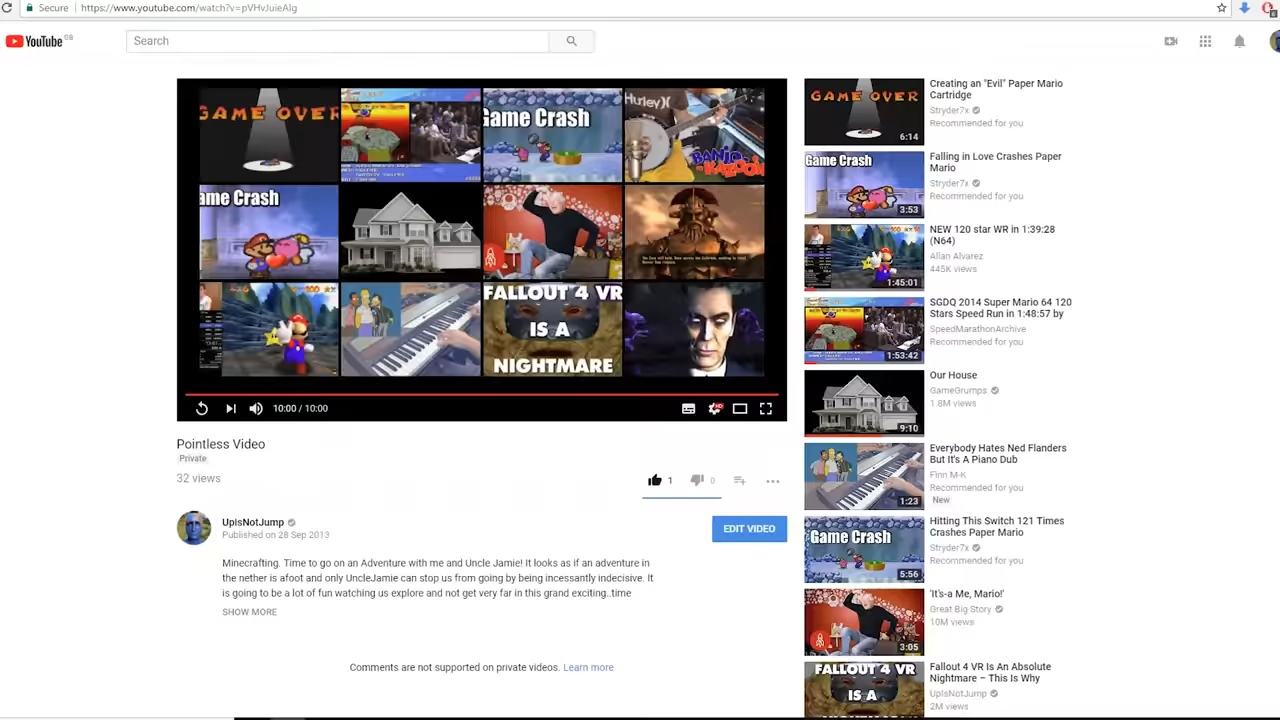 Secure
https://www.youtube.com/watch?v=pVHvJuieAlg
YouTube GB
Search
GAME OVER
Game Crash
Hurley)(
BANJO
KAZOOIE
ame Crash
FALLOUT 4 VR
IS A
NIGHTMARE
10:00 / 10:00
HD
Pointless Video
Private
32 views
1
0
UpIsNotJump
Published on 28 Sep 2013
EDIT VIDEO
Minecrafting. Time to go on an Adventure with me and Uncle Jamie! It looks as if an adventure in
the nether is afoot and only UncleJamie can stop us from going by being incessantly indecisive. It
is going to be a lot of fun watching us explore and not get very far in this grand exciting..time
SHOW MORE
Comments are not supported on private videos. Learn more
GAME OVER
6:14
Creating an "Evil" Paper Mario
Cartridge
Stryder7x
Recommended for you
Game Crash
3:53
Falling in Love Crashes Paper
Mario
Stryder7x
Recommended for you
1:45:01
NEW 120 star WR in 1:39:28
(N64)
Allan Alvarez
445K views
1:53:42
SGDQ 2014 Super Mario 64 120
Stars Speed Run in 1:48:57 by
SpeedMarathonArchive
Recommended for you
9:10
Our House
GameGrumps
1.8M views
1:23
Everybody Hates Ned Flanders
But It's A Piano Dub
Finn M-K
Recommended for you
New
Game Crash
5:56
Hitting This Switch 121 Times
Crashes Paper Mario
Stryder7x
Recommended for you
3:05
'It's-a Me, Mario!'
Great Big Story
10M views
FALLOUT 4 VR
IS A
Fallout 4 VR Is An Absolute
Nightmare – This Is Why
UpIsNotJump
2M views